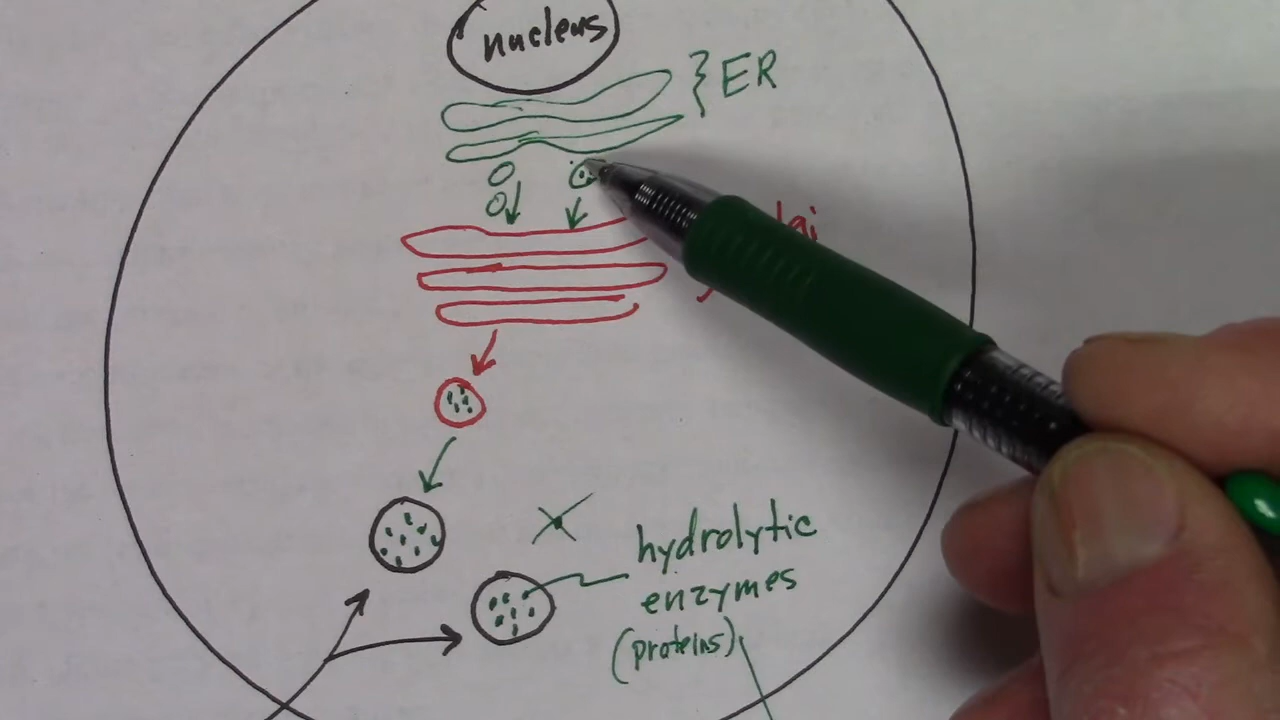 nucleus
ER
hydrolytic
enzymes
(proteins)